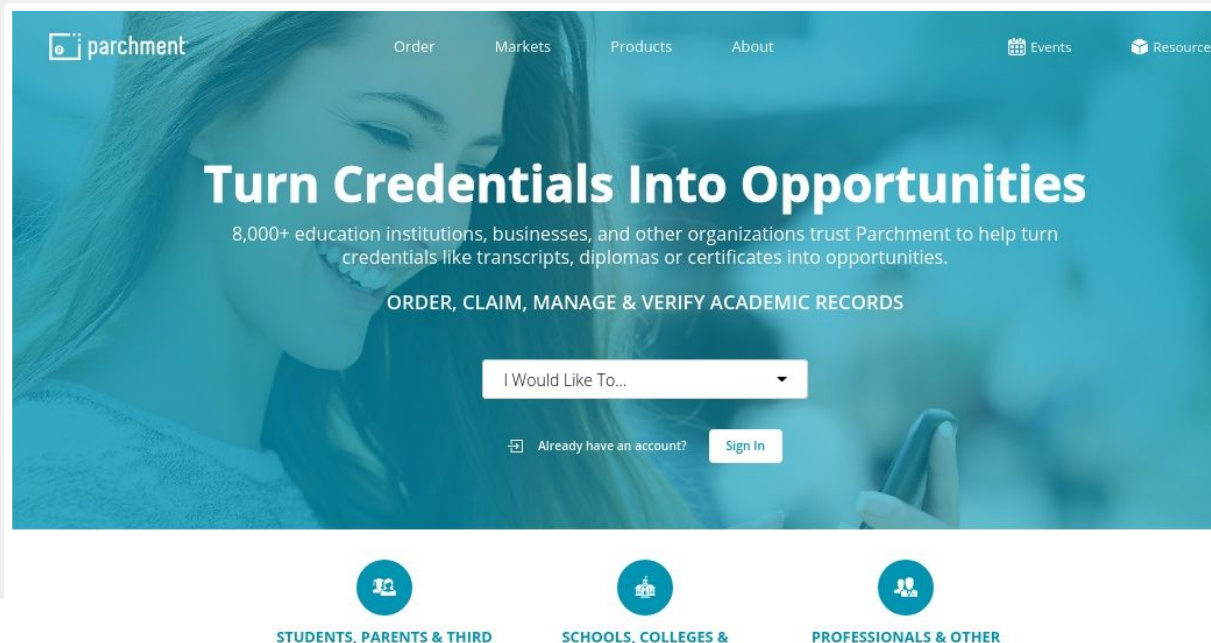 parchment
Order Markets Products About
Events Resource
Turn Credentials Into Opportunities
8,000+ education institutions, businesses, and other organizations trust Parchment to help turn
credentials like transcripts, diplomas or certificates into opportunities.
ORDER, CLAIM, MANAGE & VERIFY ACADEMIC RECORDS
I Would Like To...
Already have an account? Sign In
STUDENTS, PARENTS & THIRD
SCHOOLS, COLLEGES &
PROFESSIONALS & OTHER